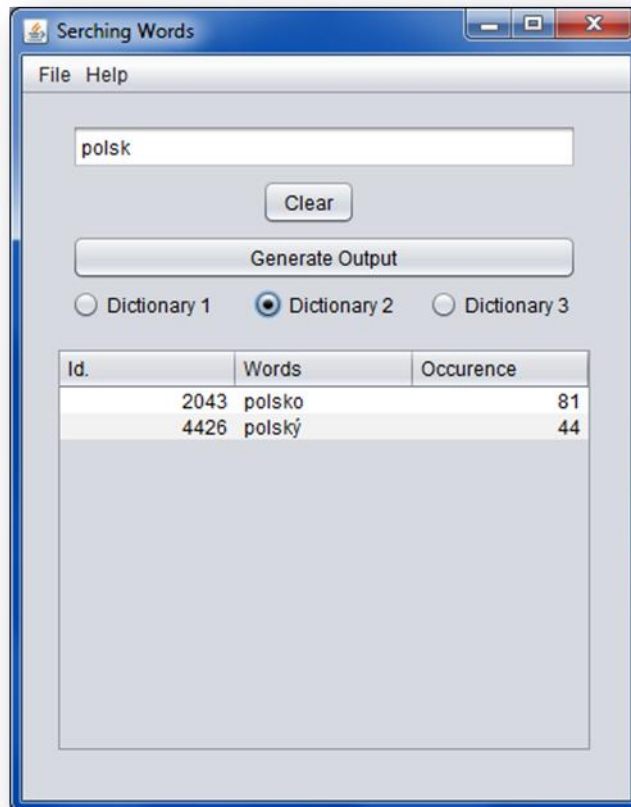 Serching Words
File Help
polsk
Clear
Generate Output
Dictionary 1 Dictionary 2 Dictionary 3
Id. Words Occurence
2043 polsko 81
4426 polský 44